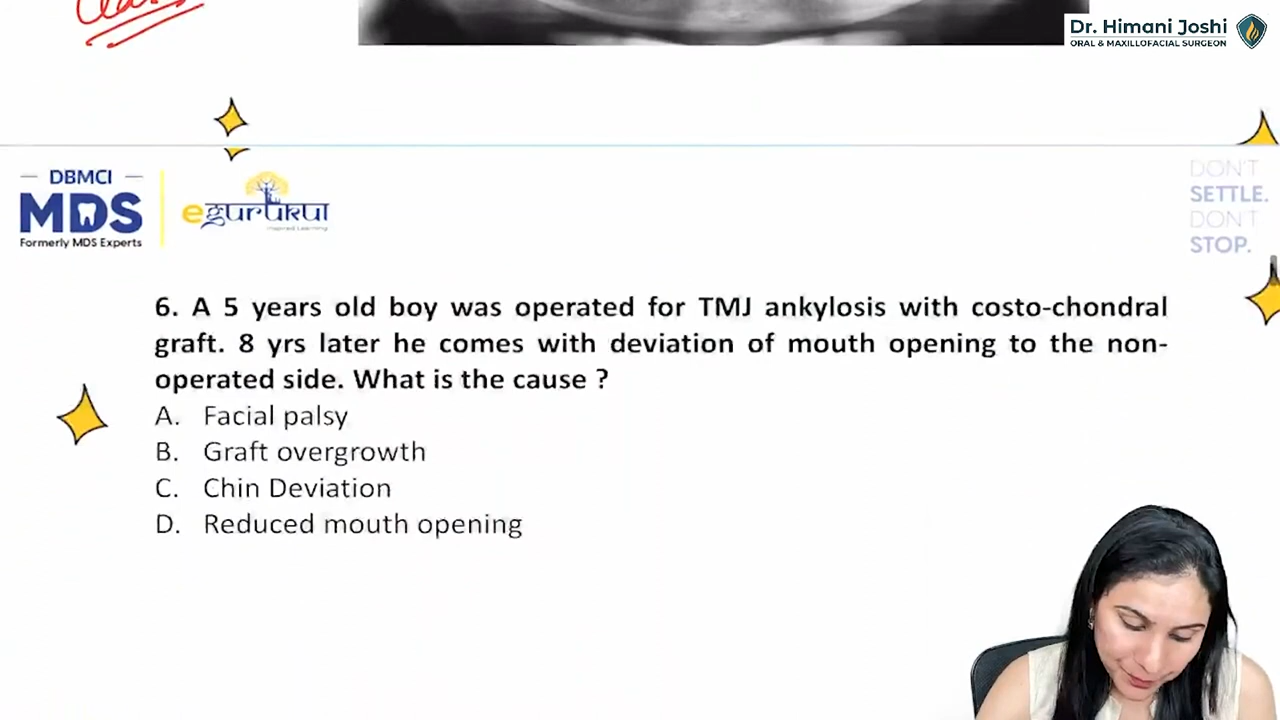 Dr. Himani Joshi
ORAL & MAXILLOFACIAL SURGEON
DBMCI
MDS
Formerly MDS Experts
egurukul
Inspired Learning
DON'T
SETTLE.
DON'T
STOP.
6. A 5 years old boy was operated for TMJ ankylosis with costo-chondral
graft. 8 yrs later he comes with deviation of mouth opening to the non-
operated side. What is the cause ?
A. Facial palsy
B. Graft overgrowth
C. Chin Deviation
D. Reduced mouth opening